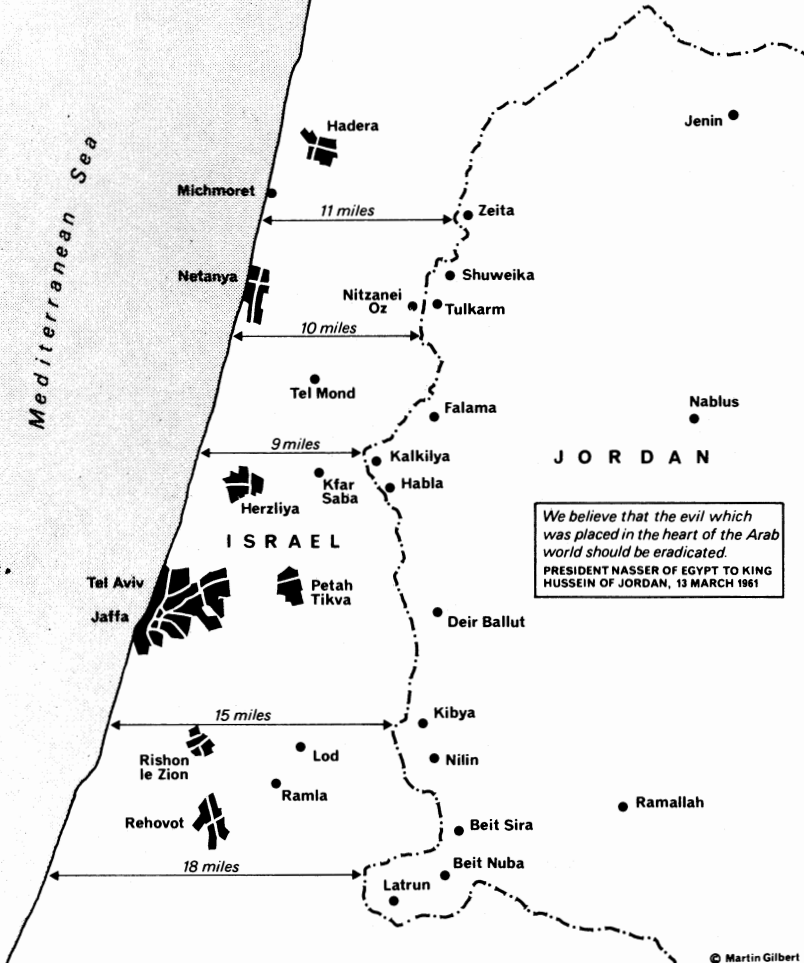 Hadera
Jenin
Mediterranean Sea
Michmoret
11 miles
Zeita
Netanya
Shuweika
Nitzanei
Oz
Tulkarm
10 miles
Tel Mond
Falama
Nablus
9 miles
Kalkilya
JORDAN
Kfar
Saba
Habla
Herzliya
ISRAEL
We believe that the evil which
was placed in the heart of the Arab
world should be eradicated.
PRESIDENT NASSER OF EGYPT TO KING
HUSSEIN OF JORDAN, 13 MARCH 1961
Tel Aviv
Petah
Tikva
Jaffa
Deir Ballut
15 miles
Kibya
Rishon
le Zion
Lod
Nilin
Ramla
Ramallah
Rehovot
Beit Sira
18 miles
Beit Nuba
Latrun
© Martin Gilbert